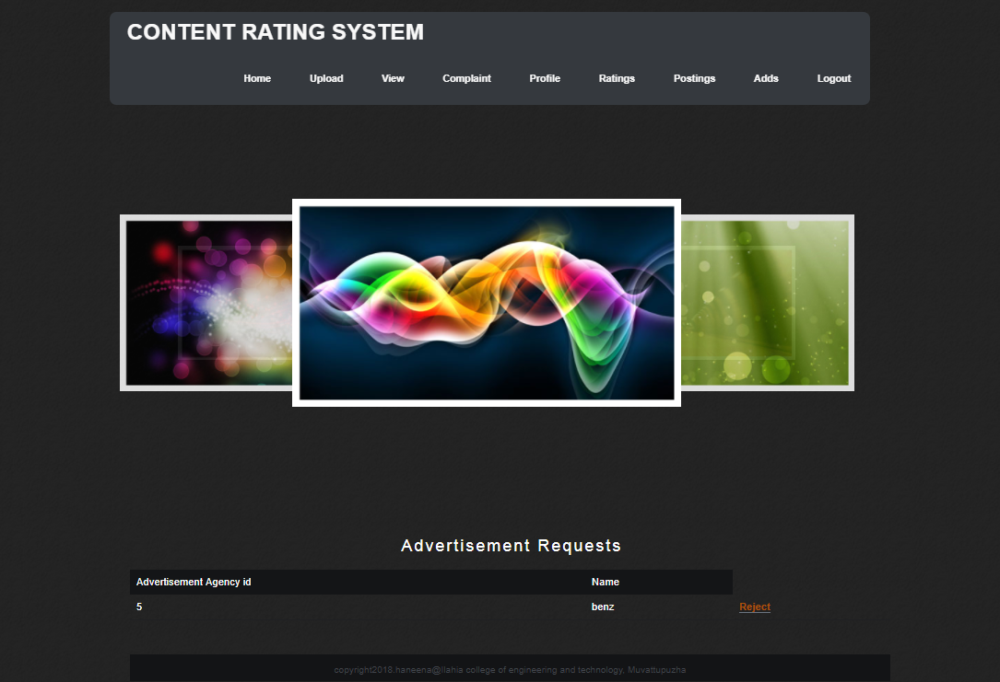 CONTENT RATING SYSTEM
Home Upload View Complaint Profile Ratings Postings Adds Logout
Advertisement Requests
Advertisement Agency id Name
5 benz Reject
copyright2018.haneena@Ilahia college of engineering and technology, Muvattupuzha